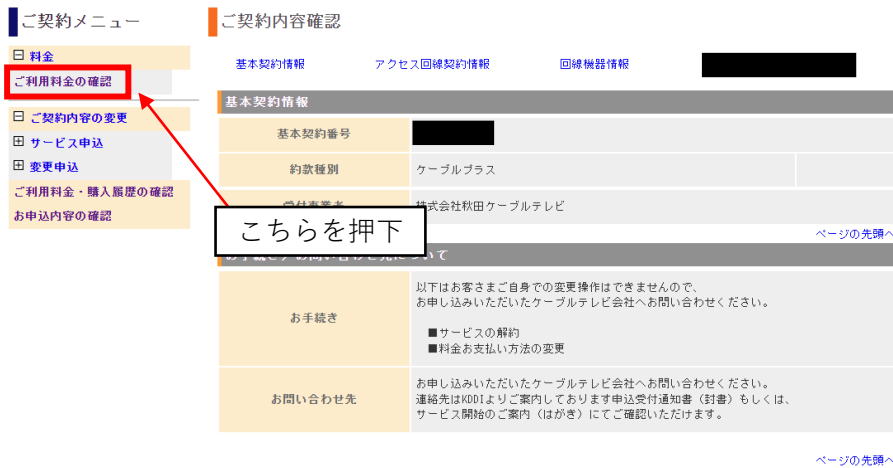 ご契約メニュー
料金
ご利用料金の確認
ご契約内容の変更
サービス申込
変更申込
ご利用料金・購入履歴の確認
お申込内容の確認
ご契約内容確認
基本契約情報
アクセス回線契約情報
回線機器情報
基本契約情報
基本契約番号
約款種別
ケーブルプラス
株式会社秋田ケーブルテレビ
こちらを押下
ページの先頭へ
お手続き
以下はお客さまご自身での変更操作はできませんので、
お申し込みいただいたケーブルテレビ会社へお問い合わせください。
■サービスの解約
■料金お支払い方法の変更
お問い合わせ先
お申し込みいただいたケーブルテレビ会社へお問い合わせください。
連絡先はKDDIよりご案内しております申込受付通知書（封書）もしくは、
サービス開始のご案内（はがき）にてご確認いただけます。
ページの先頭へ